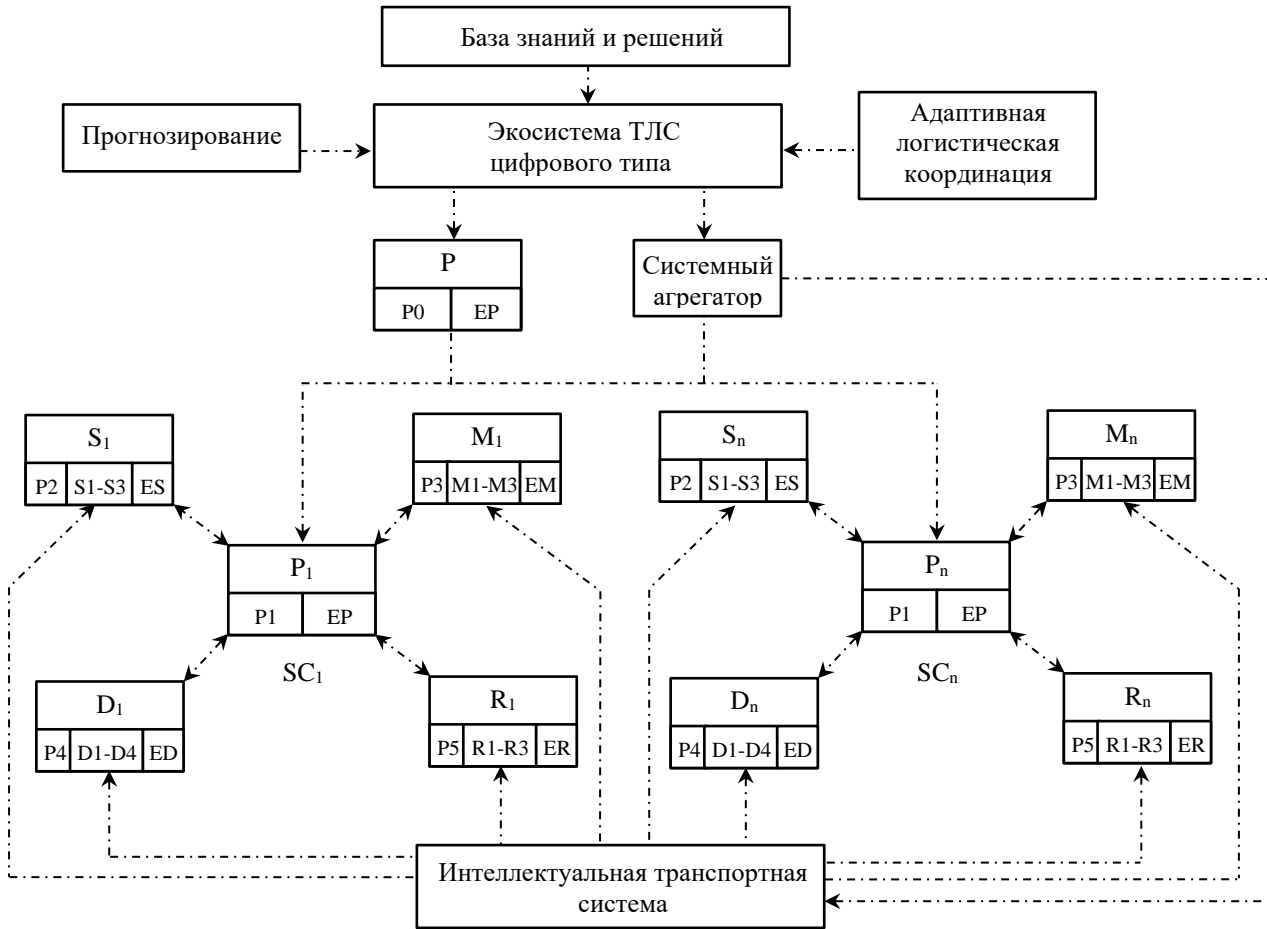 База знаний и решений
Прогнозирование
Экосистема ТЛС
цифрового типа
Адаптивная
логистическая
координация
P
P0 EP
Системный
агрегатор
S₁
P2 S1-S3 ES
M₁
P3 M1-M3 EM
Sₙ
P2 S1-S3 ES
Mₙ
P3 M1-M3 EM
P₁
P1 EP
Pₙ
P1 EP
SC₁
SCₙ
D₁
P4 D1-D4 ED
R₁
P5 R1-R3 ER
Dₙ
P4 D1-D4 ED
Rₙ
P5 R1-R3 ER
Интеллектуальная транспортная
система